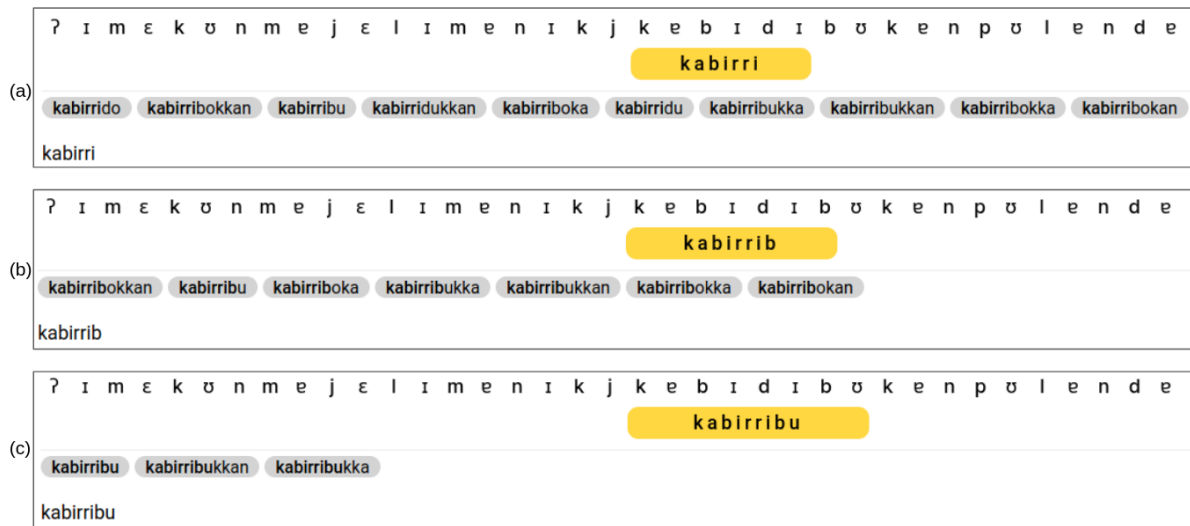 ʔ ɪ m ɛ k ʊ n m ɐ j ɛ l ɪ m ɐ n ɪ k j k ɐ b ɪ d ɪ b ʊ k ɐ n p ʊ l ɐ n d ɐ
kabirri
(a)
kabirrido kabirribokkan kabirribu kabirridukkan kabirriboka kabirridu kabirribukka kabirribukkan kabirribokka kabirribokan
kabirri
ʔ ɪ m ɛ k ʊ n m ɐ j ɛ l ɪ m ɐ n ɪ k j k ɐ b ɪ d ɪ b ʊ k ɐ n p ʊ l ɐ n d ɐ
kabirrib
(b)
kabirribokkan kabirribu kabirriboka kabirribukka kabirribukkan kabirribokka kabirribokan
kabirrib
ʔ ɪ m ɛ k ʊ n m ɐ j ɛ l ɪ m ɐ n ɪ k j k ɐ b ɪ d ɪ b ʊ k ɐ n p ʊ l ɐ n d ɐ
kabirribu
(c)
kabirribu kabirribukkan kabirribukka
kabirribu